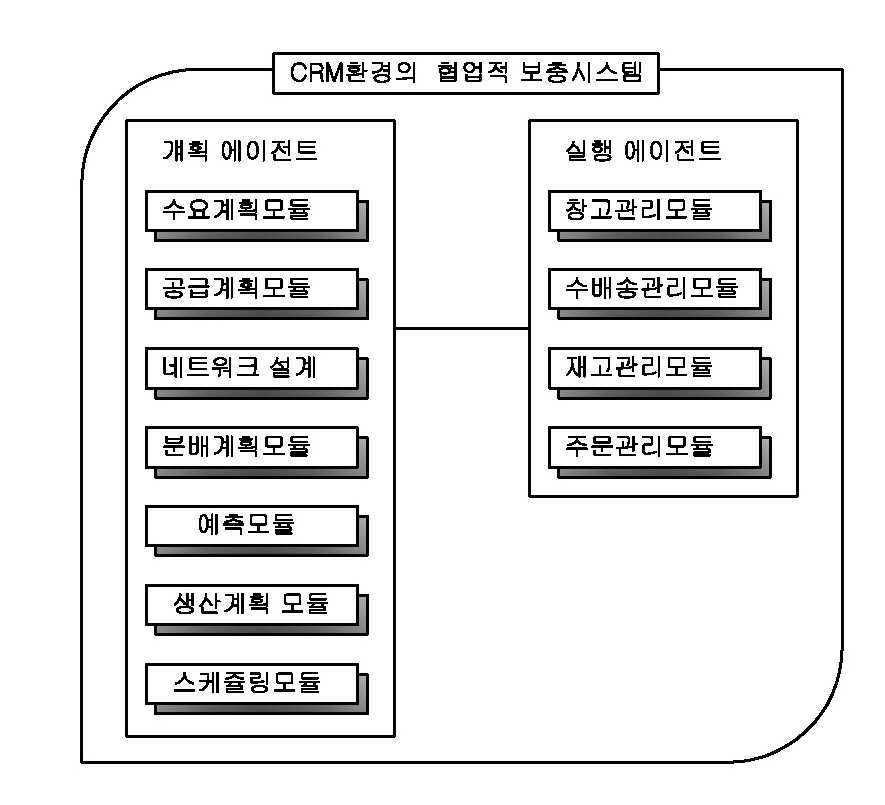 CRM환경의 협업적 보충시스템
걔획 에이전트
수요계획모듈
공급계획모듈
네트워크 설계
분배계획모듈
예측모듈
생산계획 모듈
스케쥴링모듈
실행 에이전트
창고관리모듈
수배송관리모듈
재고관리모듈
주문관리모듈